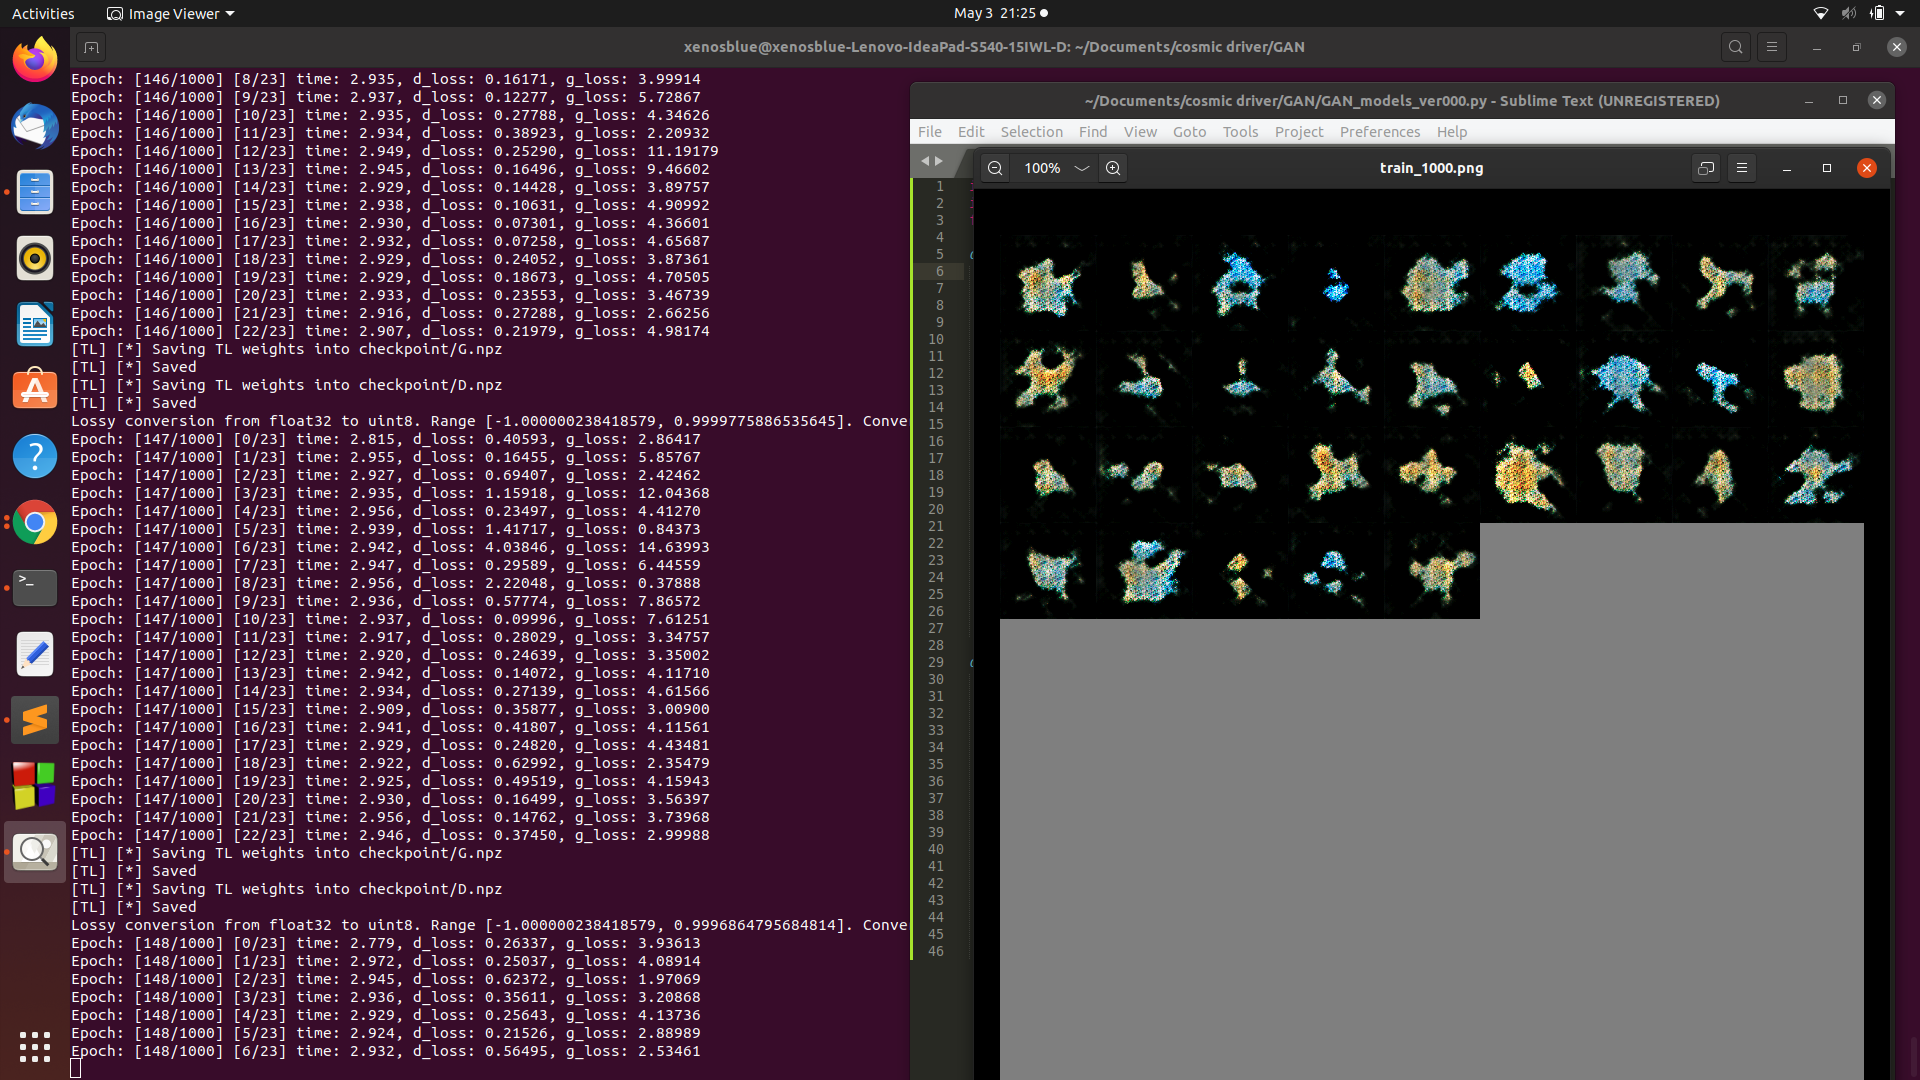 Activities
Image Viewer
May 3 21:25
xenosblue@xenosblue-Lenovo-IdeaPad-S540-15IWL-D: ~/Documents/cosmic driver/GAN
Epoch: [146/1000] [8/23] time: 2.935, d_loss: 0.16171, g_loss: 3.99914
Epoch: [146/1000] [9/23] time: 2.937, d_loss: 0.12277, g_loss: 5.72867
Epoch: [146/1000] [10/23] time: 2.935, d_loss: 0.27788, g_loss: 4.34626
Epoch: [146/1000] [11/23] time: 2.934, d_loss: 0.38923, g_loss: 2.20932
Epoch: [146/1000] [12/23] time: 2.949, d_loss: 0.25290, g_loss: 11.19179
Epoch: [146/1000] [13/23] time: 2.945, d_loss: 0.16496, g_loss: 9.46602
Epoch: [146/1000] [14/23] time: 2.929, d_loss: 0.14428, g_loss: 3.89757
Epoch: [146/1000] [15/23] time: 2.938, d_loss: 0.10631, g_loss: 4.90992
Epoch: [146/1000] [16/23] time: 2.930, d_loss: 0.07301, g_loss: 4.36601
Epoch: [146/1000] [17/23] time: 2.932, d_loss: 0.07258, g_loss: 4.65687
Epoch: [146/1000] [18/23] time: 2.929, d_loss: 0.24052, g_loss: 3.87361
Epoch: [146/1000] [19/23] time: 2.929, d_loss: 0.18673, g_loss: 4.70505
Epoch: [146/1000] [20/23] time: 2.933, d_loss: 0.23553, g_loss: 3.46739
Epoch: [146/1000] [21/23] time: 2.916, d_loss: 0.27288, g_loss: 2.66256
Epoch: [146/1000] [22/23] time: 2.907, d_loss: 0.21979, g_loss: 4.98174
[TL] [*] Saving TL weights into checkpoint/G.npz
[TL] [*] Saved
[TL] [*] Saving TL weights into checkpoint/D.npz
[TL] [*] Saved
Lossy conversion from float32 to uint8. Range [-1.000000238418579, 0.9999775886535645]. Conve
Epoch: [147/1000] [0/23] time: 2.815, d_loss: 0.40593, g_loss: 2.86417
Epoch: [147/1000] [1/23] time: 2.955, d_loss: 0.16455, g_loss: 5.85767
Epoch: [147/1000] [2/23] time: 2.927, d_loss: 0.69407, g_loss: 2.42462
Epoch: [147/1000] [3/23] time: 2.935, d_loss: 1.15918, g_loss: 12.04368
Epoch: [147/1000] [4/23] time: 2.956, d_loss: 0.23497, g_loss: 4.41270
Epoch: [147/1000] [5/23] time: 2.939, d_loss: 1.41717, g_loss: 0.84373
Epoch: [147/1000] [6/23] time: 2.942, d_loss: 4.03846, g_loss: 14.63993
Epoch: [147/1000] [7/23] time: 2.947, d_loss: 0.29589, g_loss: 6.44559
Epoch: [147/1000] [8/23] time: 2.956, d_loss: 2.22048, g_loss: 0.37888
Epoch: [147/1000] [9/23] time: 2.936, d_loss: 0.57774, g_loss: 7.86572
Epoch: [147/1000] [10/23] time: 2.937, d_loss: 0.09996, g_loss: 7.61251
Epoch: [147/1000] [11/23] time: 2.917, d_loss: 0.28029, g_loss: 3.34757
Epoch: [147/1000] [12/23] time: 2.920, d_loss: 0.24639, g_loss: 3.35002
Epoch: [147/1000] [13/23] time: 2.942, d_loss: 0.14072, g_loss: 4.11710
Epoch: [147/1000] [14/23] time: 2.934, d_loss: 0.27139, g_loss: 4.61566
Epoch: [147/1000] [15/23] time: 2.909, d_loss: 0.35877, g_loss: 3.00900
Epoch: [147/1000] [16/23] time: 2.941, d_loss: 0.41807, g_loss: 4.11561
Epoch: [147/1000] [17/23] time: 2.929, d_loss: 0.24820, g_loss: 4.43481
Epoch: [147/1000] [18/23] time: 2.922, d_loss: 0.62992, g_loss: 2.35479
Epoch: [147/1000] [19/23] time: 2.925, d_loss: 0.49519, g_loss: 4.15943
Epoch: [147/1000] [20/23] time: 2.930, d_loss: 0.16499, g_loss: 3.56397
Epoch: [147/1000] [21/23] time: 2.956, d_loss: 0.14762, g_loss: 3.73968
Epoch: [147/1000] [22/23] time: 2.946, d_loss: 0.37450, g_loss: 2.99988
[TL] [*] Saving TL weights into checkpoint/G.npz
[TL] [*] Saved
[TL] [*] Saving TL weights into checkpoint/D.npz
[TL] [*] Saved
Lossy conversion from float32 to uint8. Range [-1.000000238418579, 0.9996864795684814]. Conve
Epoch: [148/1000] [0/23] time: 2.779, d_loss: 0.26337, g_loss: 3.93613
Epoch: [148/1000] [1/23] time: 2.972, d_loss: 0.25037, g_loss: 4.08914
Epoch: [148/1000] [2/23] time: 2.945, d_loss: 0.62372, g_loss: 1.97069
Epoch: [148/1000] [3/23] time: 2.936, d_loss: 0.35611, g_loss: 3.20868
Epoch: [148/1000] [4/23] time: 2.929, d_loss: 0.25643, g_loss: 4.13736
Epoch: [148/1000] [5/23] time: 2.924, d_loss: 0.21526, g_loss: 2.88989
Epoch: [148/1000] [6/23] time: 2.932, d_loss: 0.56495, g_loss: 2.53461
~/Documents/cosmic driver/GAN/GAN_models_ver000.py - Sublime Text (UNREGISTERED)
File Edit Selection Find View Goto Tools Project Preferences Help
100%
train_1000.png
1
2
3
4
5
6
7
8
9
10
11
12
13
14
15
16
17
18
19
20
21
22
23
24
25
26
27
28
29
30
31
32
33
34
35
36
37
38
39
40
41
42
43
44
45
46